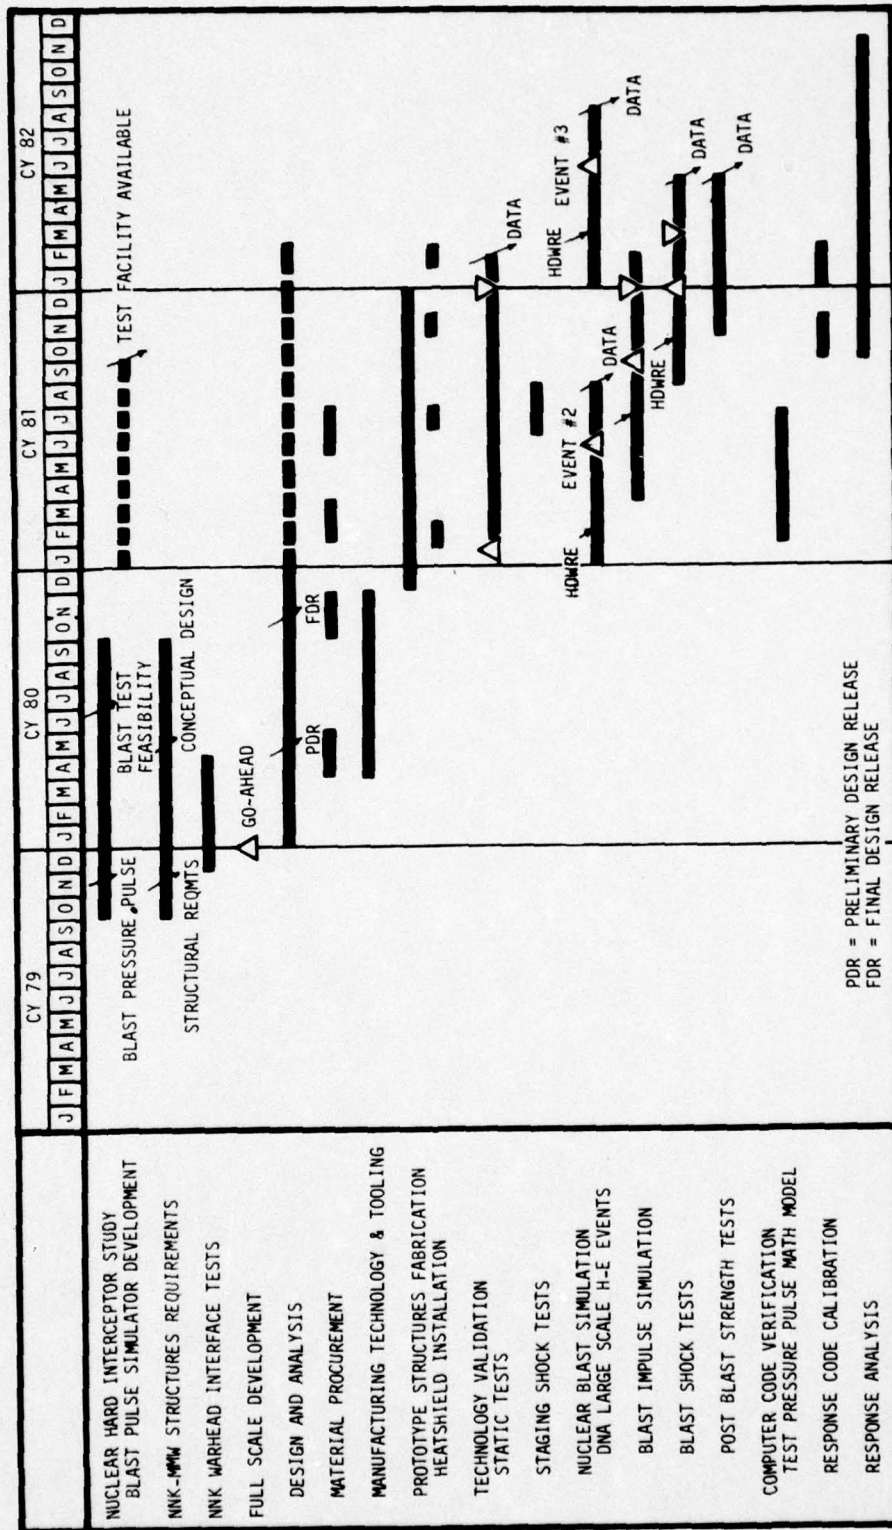 CY 79
CY 80
CY 81
CY 82
J F M A M J J A S O N D J F M A M J J A S O N D J F M A M J J A S O N D J F M A M J J A S O N D
NUCLEAR HARD INTERCEPTOR STUDY
BLAST PULSE SIMULATOR DEVELOPMENT
BLAST PRESSURE PULSE
BLAST TEST
FEASIBILITY
TEST FACILITY AVAILABLE
NNK-MMW STRUCTURES REQUIREMENTS
STRUCTURAL REQMTS
CONCEPTUAL DESIGN
NNK WARHEAD INTERFACE TESTS
FULL SCALE DEVELOPMENT
GO-AHEAD
DESIGN AND ANALYSIS
PDR
FDR
MATERIAL PROCUREMENT
MANUFACTURING TECHNOLOGY & TOOLING
PROTOTYPE STRUCTURES FABRICATION
HEATSHIELD INSTALLATION
TECHNOLOGY VALIDATION
STATIC TESTS
DATA
STAGING SHOCK TESTS
NUCLEAR BLAST SIMULATION
DNA LARGE SCALE H-E EVENTS
HDWRE
EVENT #2
DATA
HDWRE
EVENT #3
DATA
BLAST IMPULSE SIMULATION
HDWRE
BLAST SHOCK TESTS
DATA
POST BLAST STRENGTH TESTS
DATA
COMPUTER CODE VERIFICATION
TEST PRESSURE PULSE MATH MODEL
RESPONSE CODE CALIBRATION
RESPONSE ANALYSIS
PDR = PRELIMINARY DESIGN RELEASE
FDR = FINAL DESIGN RELEASE